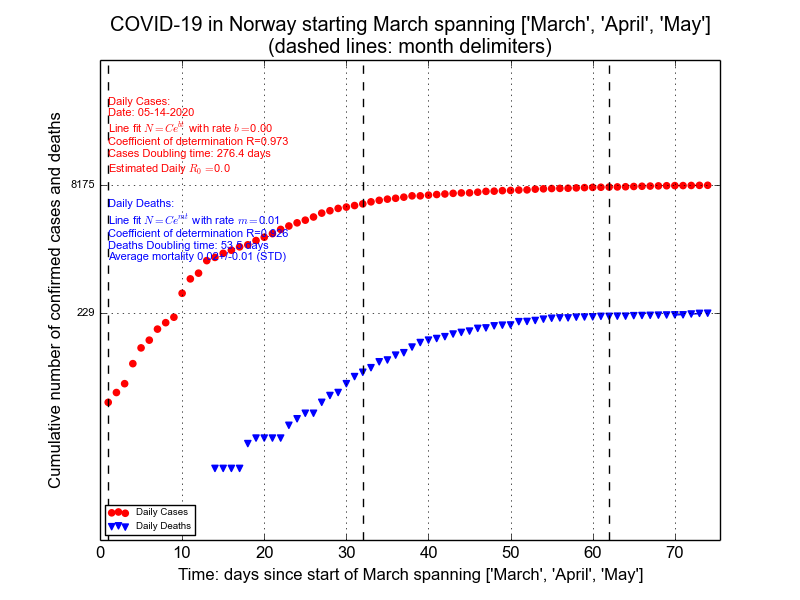 COVID-19 in Norway starting March spanning ['March', 'April', 'May']
(dashed lines: month delimiters)
Cumulative number of confirmed cases and deaths
8175
229
Daily Cases:
Date: 05-14-2020
Line fit N=Ce^{bt} with rate b=0.00
Coefficient of determination R=0.973
Cases Doubling time: 276.4 days
Estimated Daily R_0=0.0
Daily Deaths:
Line fit N=Ce^{mt} with rate m=0.01
Coefficient of determination
Deaths Doubling time: 53.5 days
Average mortality 0.02+/-0.01 (STD)
Daily Cases
Daily Deaths
0 10 20 30 40 50 60 70
Time: days since start of March spanning ['March', 'April', 'May']